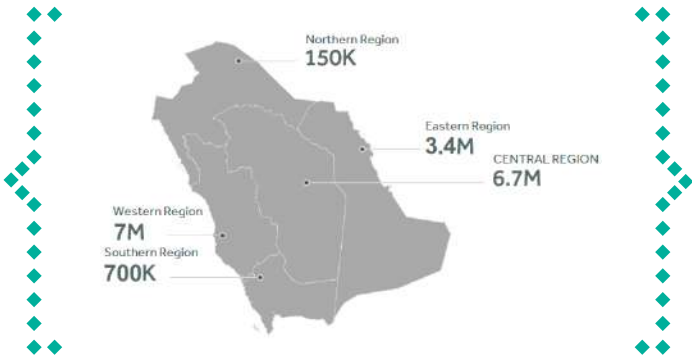 Northern Region
150K
Eastern Region
3.4M
CENTRAL REGION
6.7M
Western Region
7M
Southern Region
700K